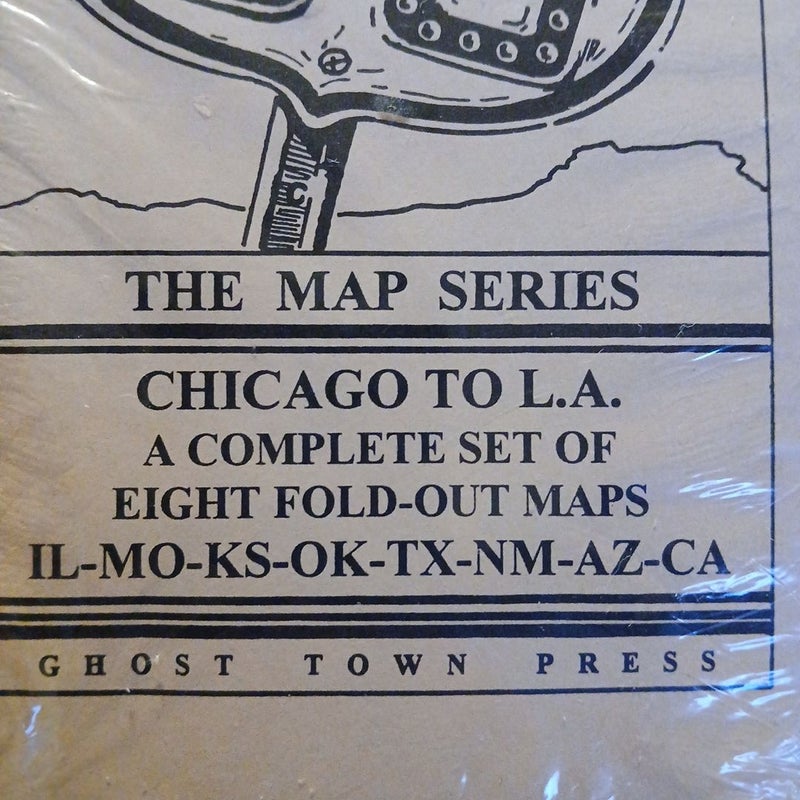 THE MAP SERIES
CHICAGO TO L.A.
A COMPLETE SET OF
EIGHT FOLD-OUT MAPS
IL-MO-KS-OK-TX-NM-AZ-CA
GHOST TOWN PRESS